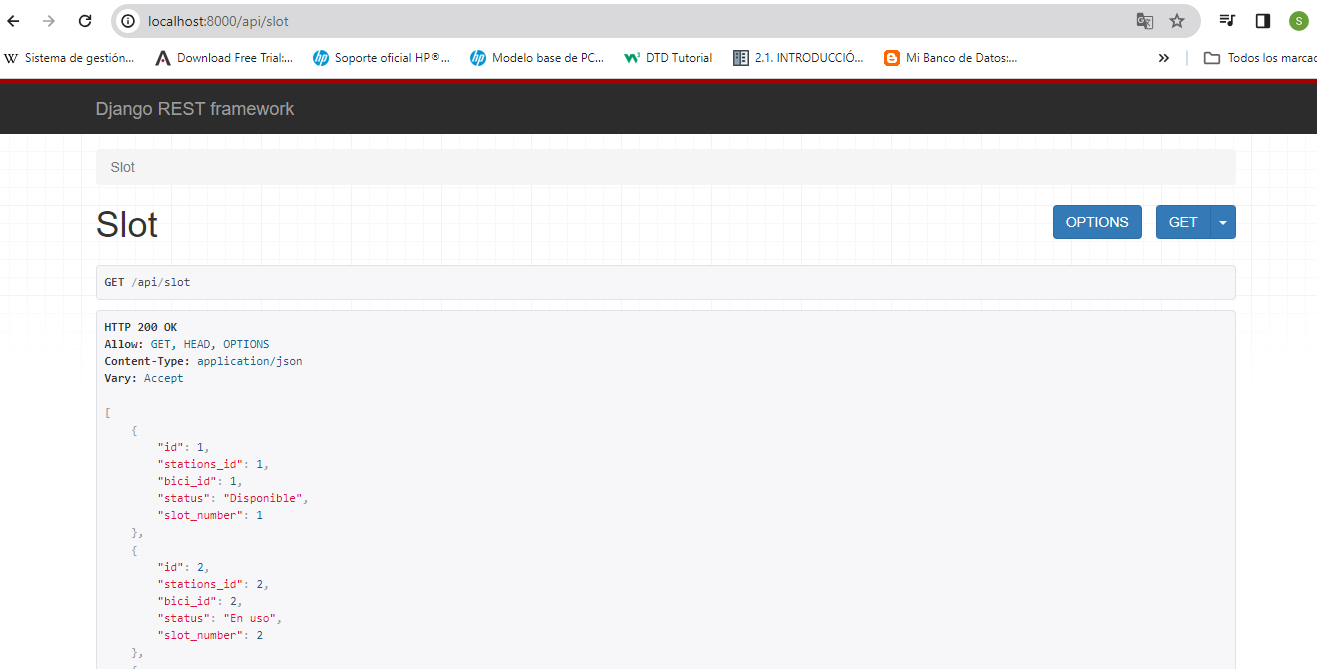 localhost:8000/api/slot
S
W Sistema de gestión... Download Free Trial:... hp Soporte oficial HP®... hp Modelo base de PC... W³ DTD Tutorial 2.1. INTRODUCCIÓ... Mi Banco de Datos:... » Todos los marcad
Django REST framework
Slot
Slot OPTIONS GET
GET /api/slot
HTTP 200 OK
Allow: GET, HEAD, OPTIONS
Content-Type: application/json
Vary: Accept
[
{
"id": 1,
"stations_id": 1,
"bici_id": 1,
"status": "Disponible",
"slot_number": 1
},
{
"id": 2,
"stations_id": 2,
"bici_id": 2,
"status": "En uso",
"slot_number": 2
},
{